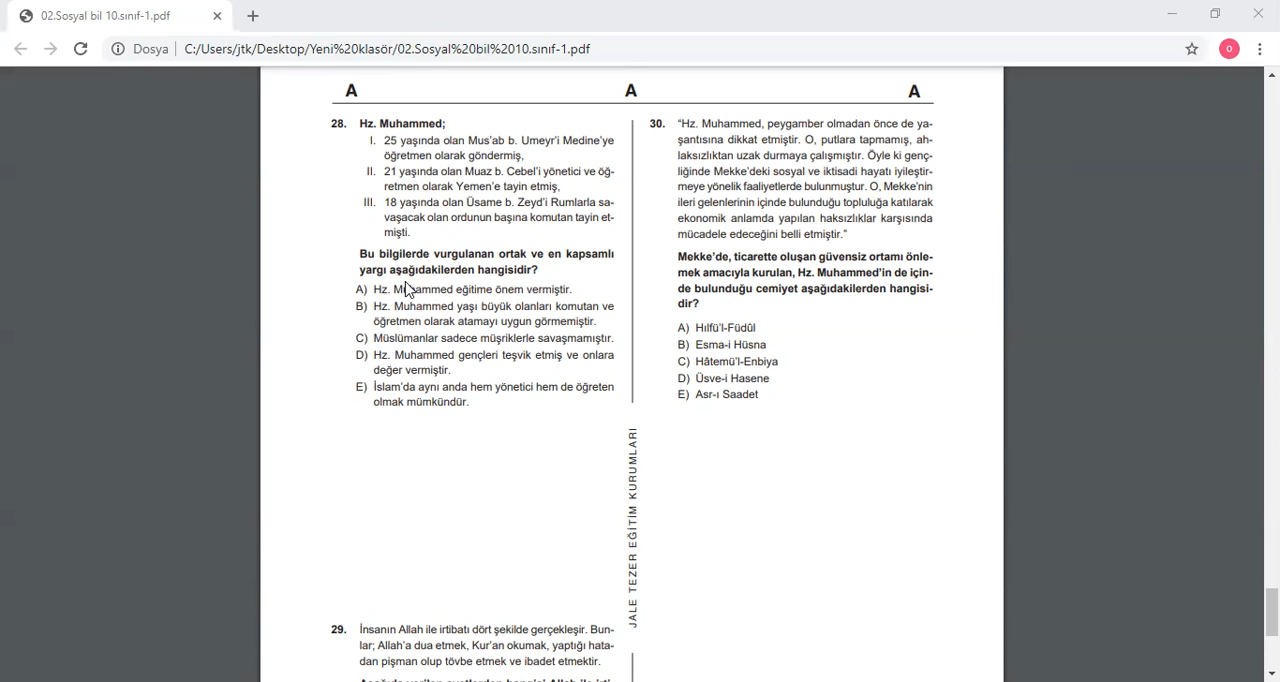 02.Sosyal bil 10.sınıf-1.pdf
Dosya
C:/Users/jtk/Desktop/Yeni%20klasör/02.Sosyal%20bil%2010.sınıf-1.pdf
o
A A A
28. Hz. Muhammed;
I. 25 yaşında olan Mus'ab b. Umeyr'i Medine'ye
öğretmen olarak göndermiş,
II. 21 yaşında olan Muaz b. Cebel'i yönetici ve öğ-
retmen olarak Yemen'e tayin etmiş,
III. 18 yaşında olan Üsame b. Zeyd'i Rumlarla sa-
vaşacak olan ordunun başına komutan tayin et-
mişti.
Bu bilgilerde vurgulanan ortak ve en kapsamlı
yargı aşağıdakilerden hangisidir?
A) Hz. Muhammed eğitime önem vermiştir.
B) Hz. Muhammed yaşı büyük olanları komutan ve
öğretmen olarak atamayı uygun görmemiştir.
C) Müslümanlar sadece müşriklerle savaşmamıştır.
D) Hz. Muhammed gençleri teşvik etmiş ve onlara
değer vermiştir.
E) İslam'da aynı anda hem yönetici hem de öğreten
olmak mümkündür.
29. İnsanın Allah ile irtibatı dört şekilde gerçekleşir. Bun-
lar; Allah'a dua etmek, Kur'an okumak, yaptığı hata-
dan pişman olup tövbe etmek ve ibadet etmektir.
JALE TEZER EĞİTİM KURUMLARI
30. “Hz. Muhammed, peygamber olmadan önce de ya-
şantısına dikkat etmiştir. O, putlara tapmamış, ah-
laksızlıktan uzak durmaya çalışmıştır. Öyle ki genç-
liğinde Mekke'deki sosyal ve iktisadi hayatı iyileştir-
meye yönelik faaliyetlerde bulunmuştur. O, Mekke'nin
ileri gelenlerinin içinde bulunduğu topluluğa katılarak
ekonomik anlamda yapılan haksızlıklar karşısında
mücadele edeceğini belli etmiştir.”
Mekke'de, ticarette oluşan güvensiz ortamı önle-
mek amacıyla kurulan, Hz. Muhammed'in de için-
de bulunduğu cemiyet aşağıdakilerden hangisi-
dir?
A) Hılfü'l-Füdûl
B) Esma-i Hüsna
C) Hâtemü'l-Enbiya
D) Üsve-i Hasene
E) Asr-ı Saadet